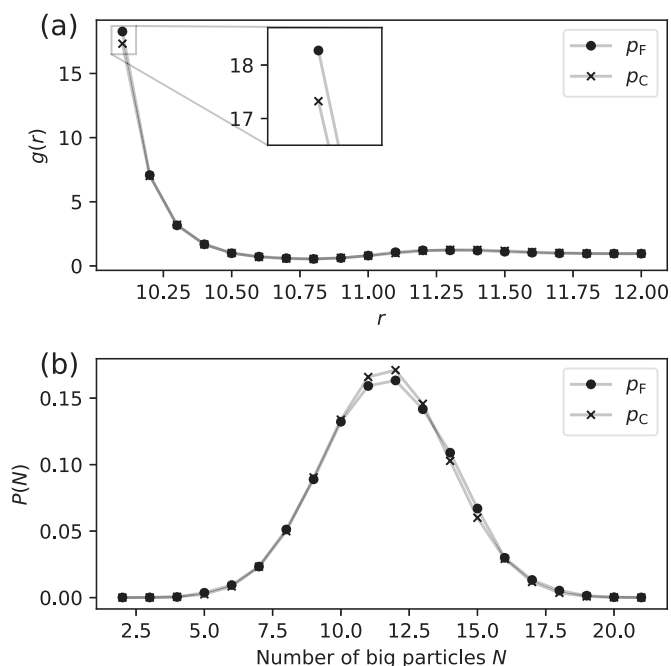 (a)
18
17
p_F
p_C
15
10
5
0
g(r)
10.25 10.50 10.75 11.00 11.25 11.50 11.75 12.00
r
(b)
p_F
p_C
0.15
0.10
0.05
0.00
P(N)
2.5 5.0 7.5 10.0 12.5 15.0 17.5 20.0
Number of big particles N